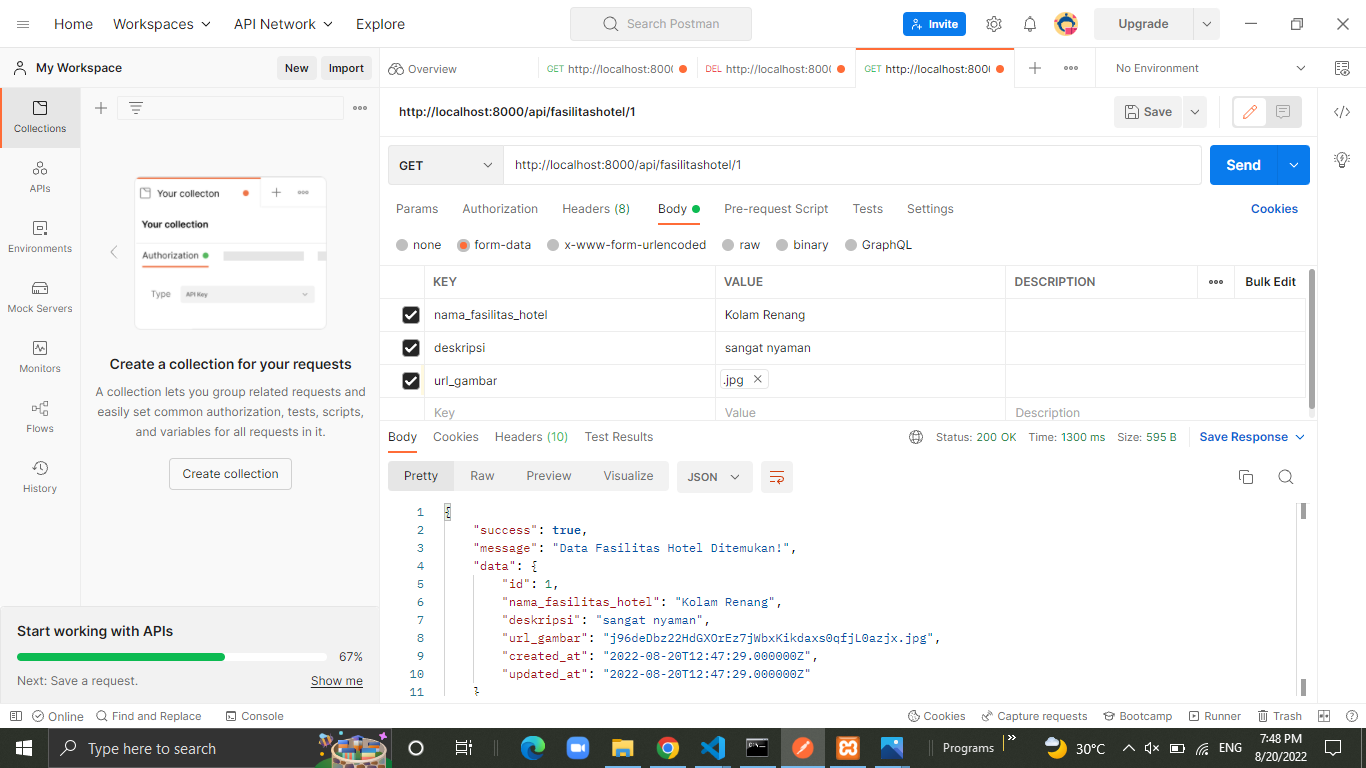 Home Workspaces API Network Explore Search Postman Invite Upgrade
My Workspace New Import Overview GET http://localhost:8000 DEL http://localhost:8000 GET http://localhost:8000 No Environment
Collections
APIs
Environments
Mock Servers
Monitors
Flows
History
Your collecton
Your collection
Authorization
Type API Key
Create a collection for your requests
A collection lets you group related requests and
easily set common authorization, tests, scripts,
and variables for all requests in it.
Create collection
Start working with APIs
67%
Next: Save a request. Show me
http://localhost:8000/api/fasilitashotel/1 Save
GET http://localhost:8000/api/fasilitashotel/1 Send
Params Authorization Headers (8) Body Pre-request Script Tests Settings Cookies
none form-data x-www-form-urlencoded raw binary GraphQL
KEY VALUE DESCRIPTION Bulk Edit
nama_fasilitas_hotel Kolam Renang
deskripsi sangat nyaman
url_gambar .jpg
Key Value Description
Body Cookies Headers (10) Test Results Status: 200 OK Time: 1300 ms Size: 595 B Save Response
Pretty Raw Preview Visualize JSON
1 {
2 "success": true,
3 "message": "Data Fasilitas Hotel Ditemukan!",
4 "data": {
5 "id": 1,
6 "nama_fasilitas_hotel": "Kolam Renang",
7 "deskripsi": "sangat nyaman",
8 "url_gambar": "j96deDbz22HdGXOrEz7jWbxKikdaxs0qfjL0azjx.jpg",
9 "created_at": "2022-08-20T12:47:29.000000Z",
10 "updated_at": "2022-08-20T12:47:29.000000Z"
11 }
Online Find and Replace Console Cookies Capture requests Bootcamp Runner Trash
Type here to search Programs 30°C ENG 7:48 PM
8/20/2022